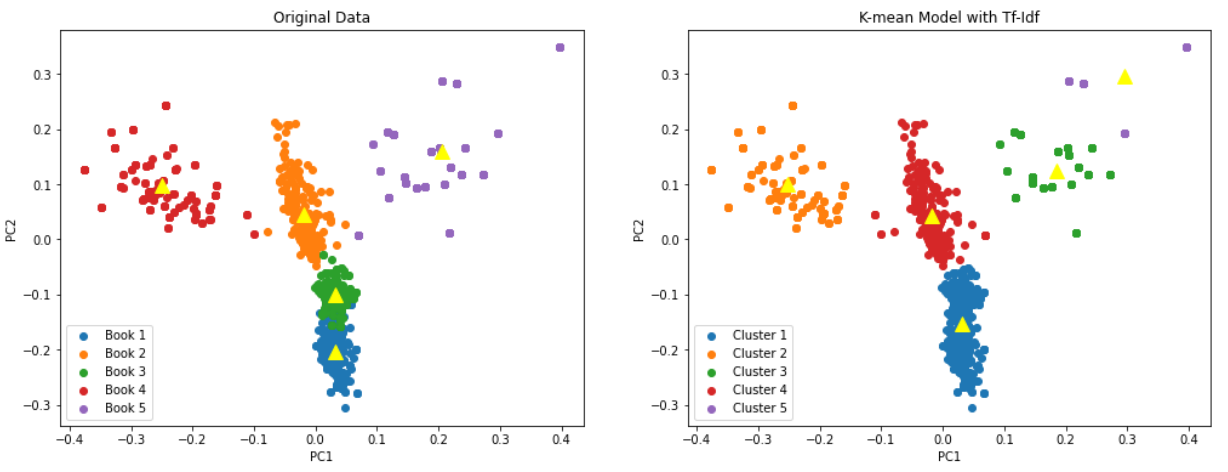 Original Data
0.3
0.2
0.1
0.0
−0.1
−0.2
−0.3
PC2
Book 1
Book 2
Book 3
Book 4
Book 5
−0.4 −0.3 −0.2 −0.1 0.0 0.1 0.2 0.3 0.4
PC1
K-mean Model with Tf-Idf
0.3
0.2
0.1
0.0
−0.1
−0.2
−0.3
PC2
Cluster 1
Cluster 2
Cluster 3
Cluster 4
Cluster 5
−0.4 −0.3 −0.2 −0.1 0.0 0.1 0.2 0.3 0.4
PC1